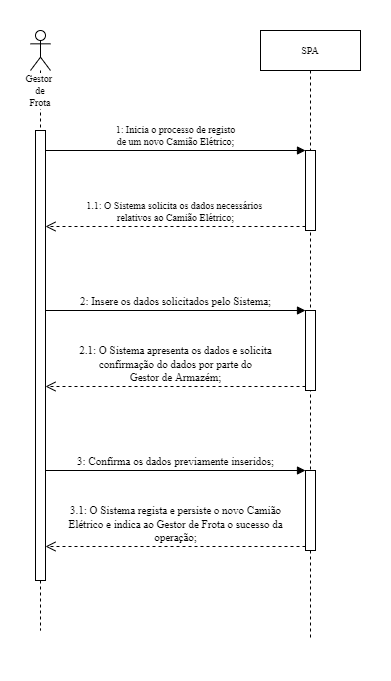 SPA
Gestor
de
Frota
1: Inicia o processo de registo
de um novo Camião Elétrico;
1.1: O Sistema solicita os dados necessários
relativos ao Camião Elétrico;
2: Insere os dados solicitados pelo Sistema;
2.1: O Sistema apresenta os dados e solicita
confirmação do dados por parte do
Gestor de Armazém;
3: Confirma os dados previamente inseridos;
3.1: O Sistema regista e persiste o novo Camião
Elétrico e indica ao Gestor de Frota o sucesso da
operação;